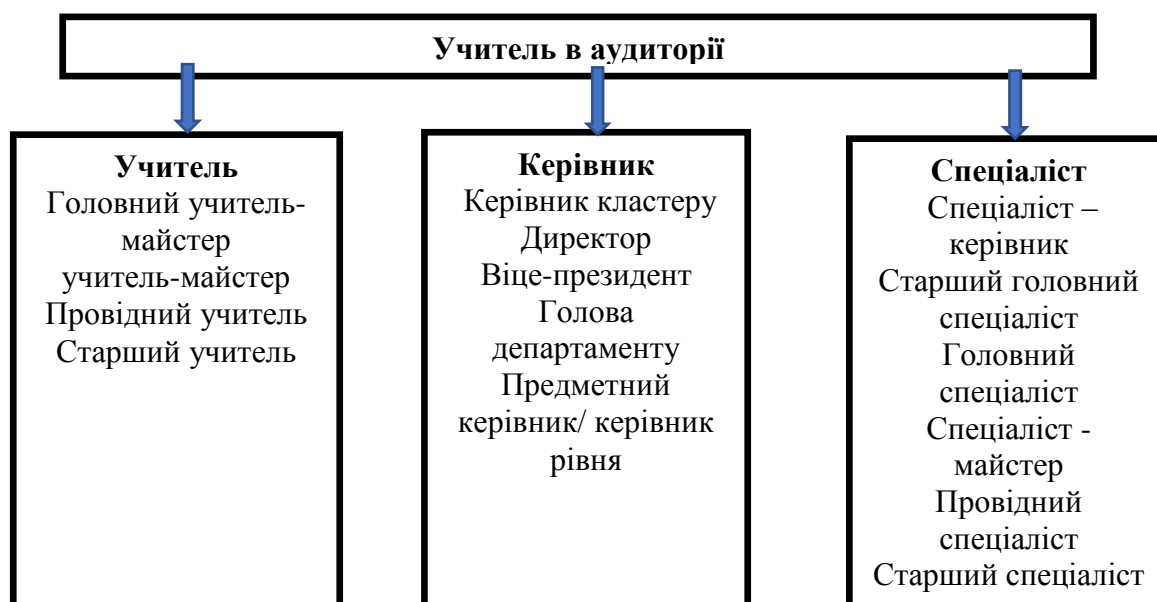 Учитель в аудиторії
Учитель
Головний учитель-
майстер
учитель-майстер
Провідний учитель
Старший учитель
Керівник
Керівник кластеру
Директор
Віце-президент
Голова
департаменту
Предметний
керівник/ керівник
рівня
Спеціаліст
Спеціаліст –
керівник
Старший головний
спеціаліст
Головний
спеціаліст
Спеціаліст -
майстер
Провідний
спеціаліст
Старший спеціаліст